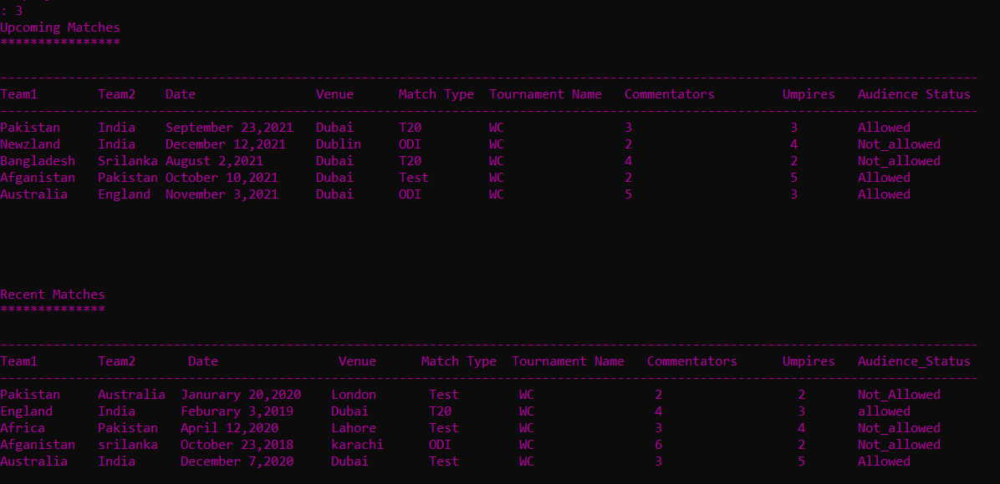 : 3
Upcoming Matches
****************
----------------------------------------------------------------------------------------------------------------------------------
Team1        Team2    Date                Venue      Match Type  Tournament Name   Commentators         Umpires   Audience Status
----------------------------------------------------------------------------------------------------------------------------------
Pakistan     India    September 23,2021   Dubai      T20         WC                3                     3        Allowed
Newzland     India    December 12,2021    Dublin     ODI         WC                2                     4        Not_allowed
Bangladesh   Srilanka August 2,2021       Dubai      T20         WC                4                     2        Not_allowed
Afganistan   Pakistan October 10,2021     Dubai      Test        WC                2                     5        Allowed
Australia    England  November 3,2021     Dubai      ODI         WC                5                     3        Allowed
Recent Matches
**************
----------------------------------------------------------------------------------------------------------------------------------
Team1        Team2       Date                Venue      Match Type  Tournament Name   Commentators      Umpires   Audience_Status
----------------------------------------------------------------------------------------------------------------------------------
Pakistan     Australia  Janurary 20,2020    London       Test        WC                2                  2       Not_Allowed
England      India      Feburary 3,2019     Dubai        T20         WC                4                  3       allowed
Africa       Pakistan   April 12,2020       Lahore       Test        WC                3                  4       Not_allowed
Afganistan   srilanka   October 23,2018     karachi      ODI         WC                6                  2       Not_allowed
Australia    India      December 7,2020     Dubai        Test        WC                3                  5       Allowed